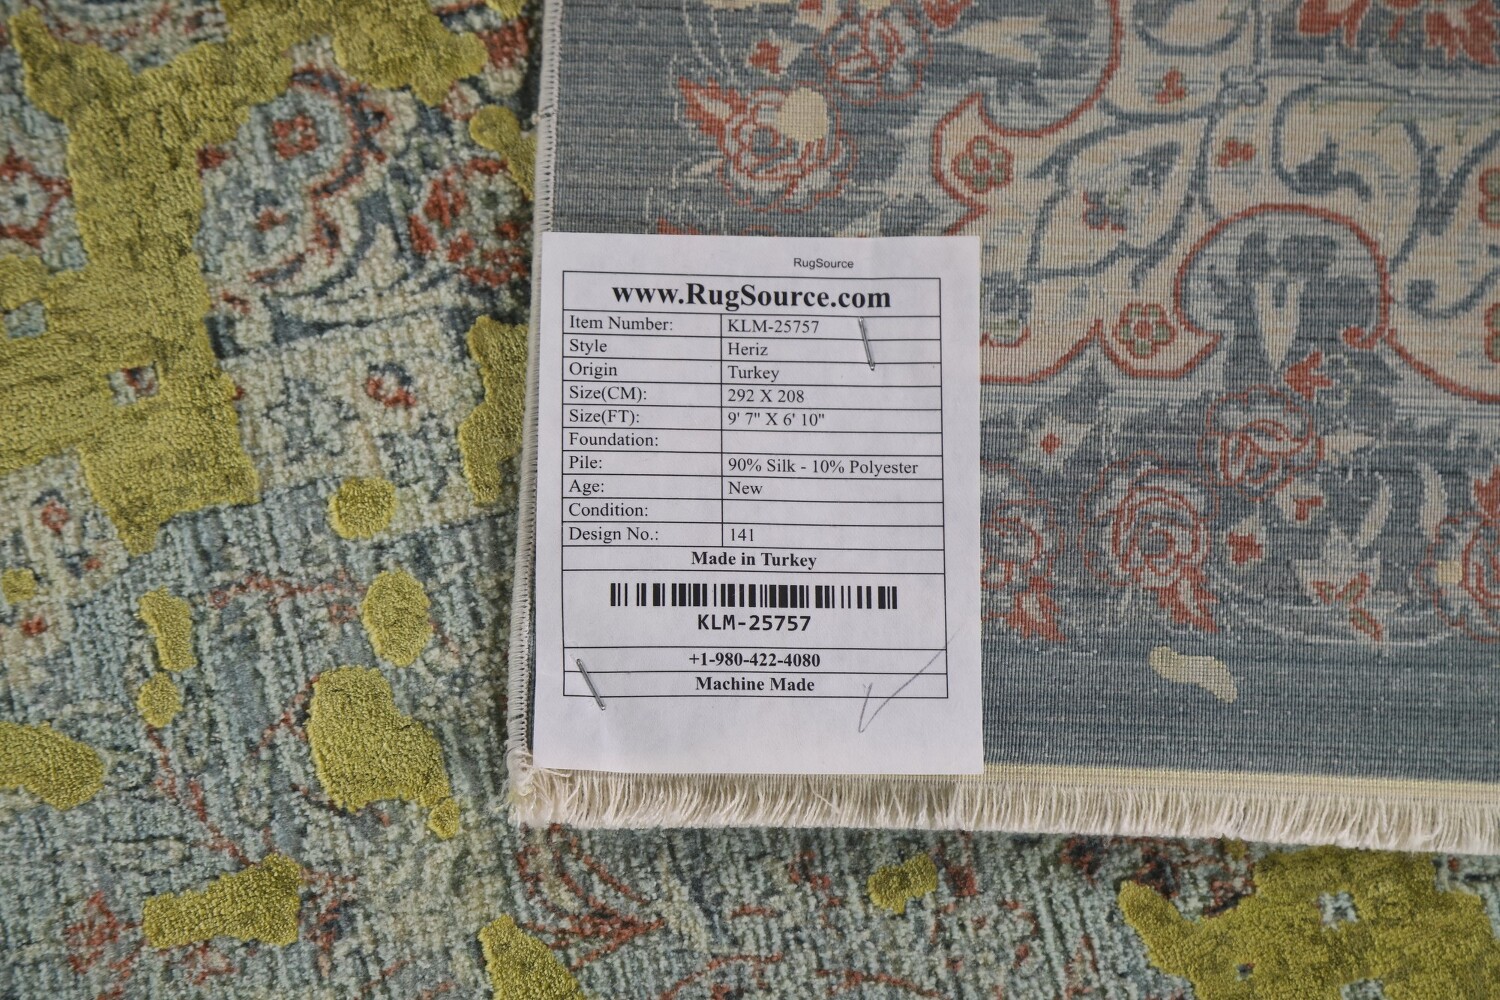 RugSource
www.RugSource.com
Item Number: KLM-25757
Style Heriz
Origin Turkey
Size(CM): 292 X 208
Size(FT): 9' 7" X 6' 10"
Foundation:
Pile: 90% Silk - 10% Polyester
Age: New
Condition:
Design No.: 141
Made in Turkey
KLM-25757
+1-980-422-4080
Machine Made